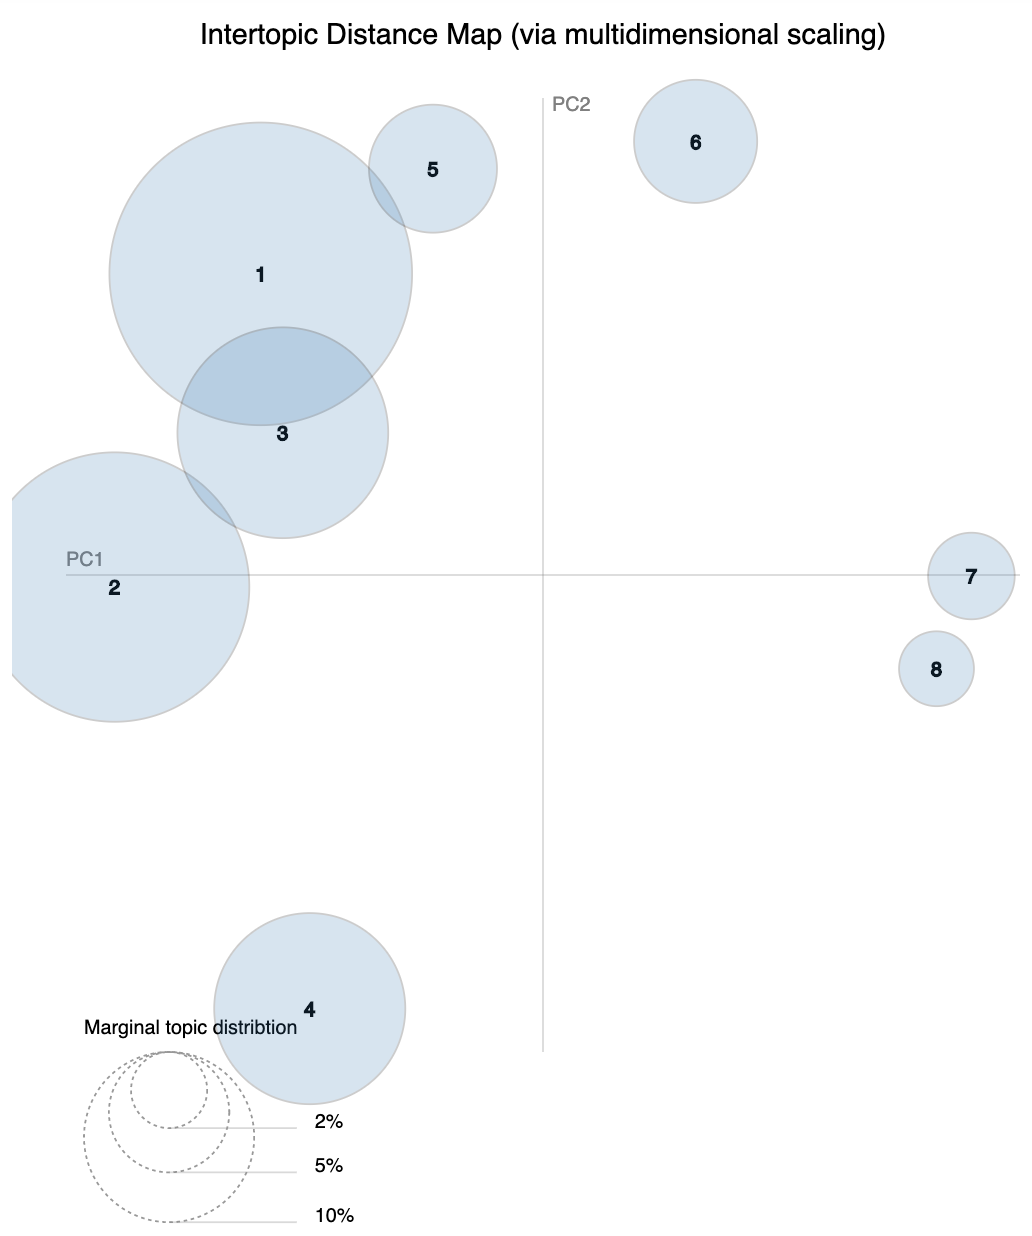 Intertopic Distance Map (via multidimensional scaling)
PC2
6
5
1
3
PC1
2
7
8
4
Marginal topic distribtion
2%
5%
10%